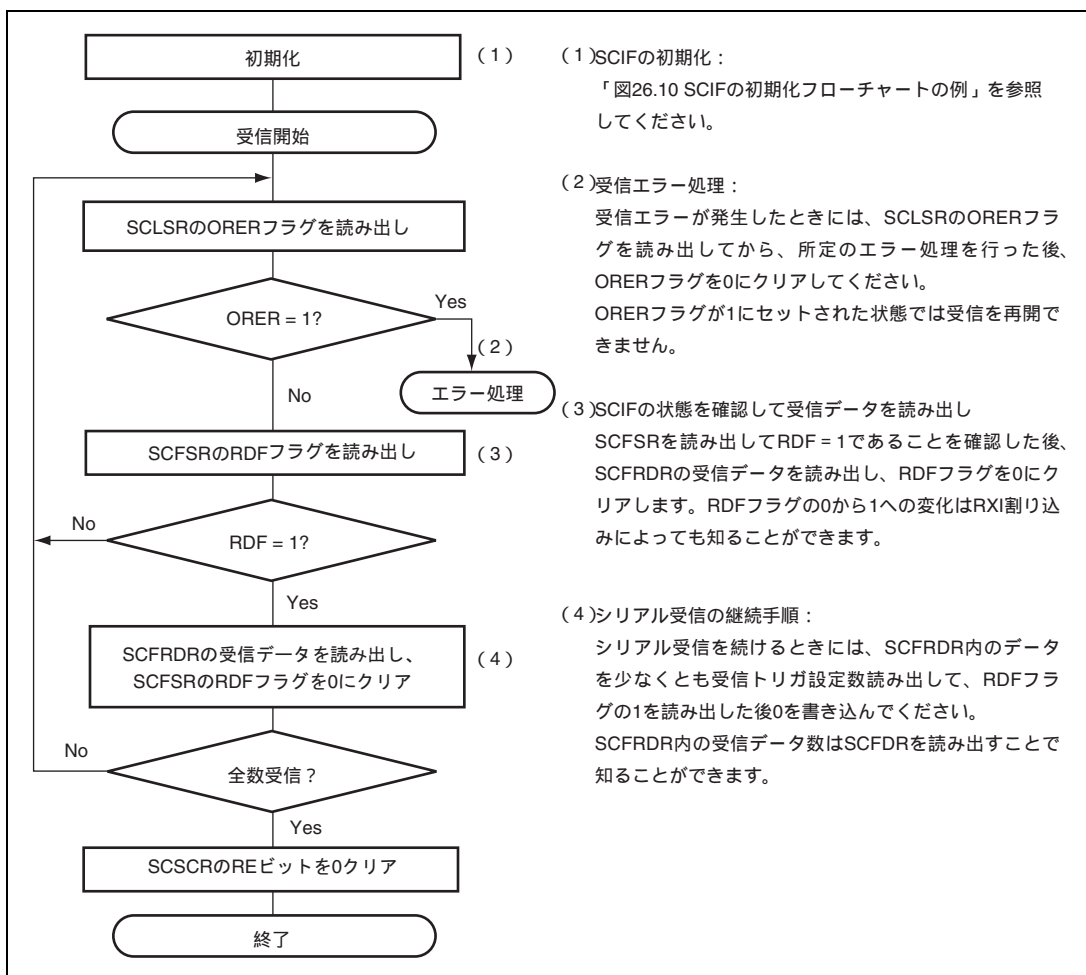 初期化
(1)
受信開始
SCLSRのORERフラグを読み出し
ORER = 1?
Yes
(2)
エラー処理
No
SCFSRのRDFフラグを読み出し
(3)
No
RDF = 1?
Yes
SCFRDRの受信データを読み出し、
SCFSRのRDFフラグを0にクリア
(4)
No
全数受信？
Yes
SCSCRのREビットを0クリア
終了
(1)SCIFの初期化：
「図26.10 SCIFの初期化フローチャートの例」を参照
してください。
(2)受信エラー処理：
受信エラーが発生したときには、SCLSRのORERフラ
グを読み出してから、所定のエラー処理を行った後、
ORERフラグを0にクリアしてください。
ORERフラグが1にセットされた状態では受信を再開で
きません。
(3)SCIFの状態を確認して受信データを読み出し
SCFSRを読み出してRDF = 1であることを確認した後、
SCFRDRの受信データを読み出し、RDFフラグを0にク
リアします。RDFフラグの0から1への変化はRXI割り込
みによっても知ることができます。
(4)シリアル受信の継続手順：
シリアル受信を続けるときには、SCFRDR内のデータ
を少なくとも受信トリガ設定数読み出して、RDFフラ
グの1を読み出した後0を書き込んでください。
SCFRDR内の受信データ数はSCFDRを読み出すことで
知ることができます。